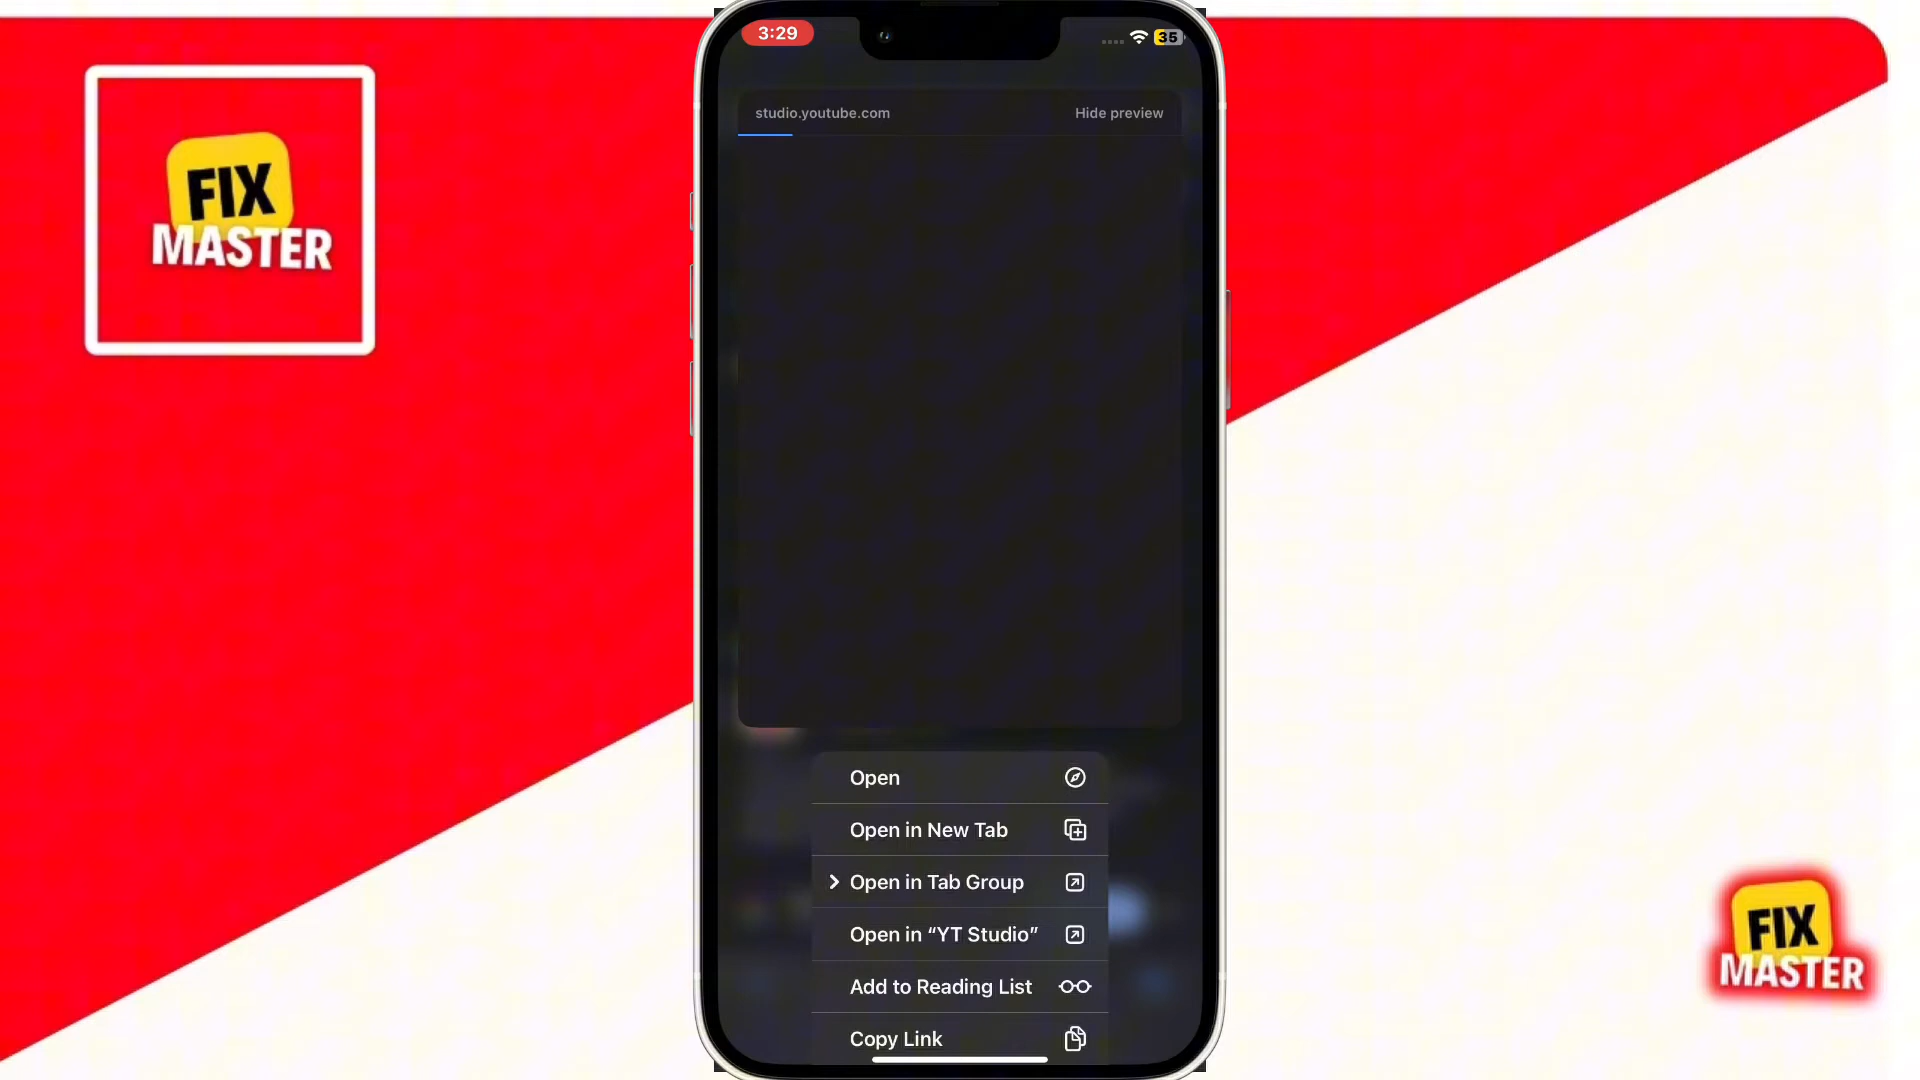 FIX
MASTER
3:29
35
studio.youtube.com
Hide preview
Open
Open in New Tab
Open in Tab Group
Open in “YT Studio”
Add to Reading List
Copy Link
FIX
MASTER